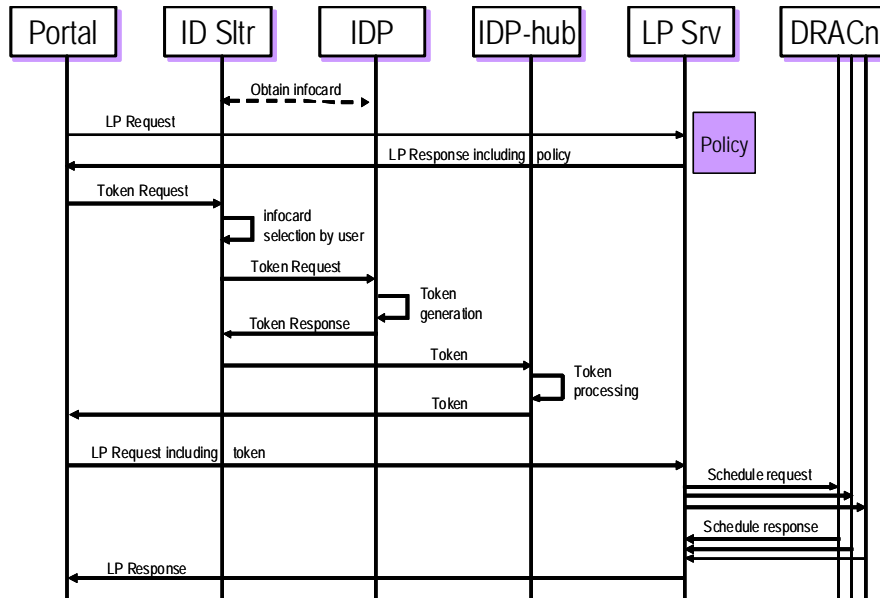 Portal
ID Sltr
IDP
IDP-hub
LP Srv
DRACn
Obtain infocard
LP Request
Policy
LP Response including policy
Token Request
infocard
selection by user
Token Request
Token
generation
Token Response
Token
Token
processing
Token
LP Request including token
Schedule request
Schedule response
LP Response